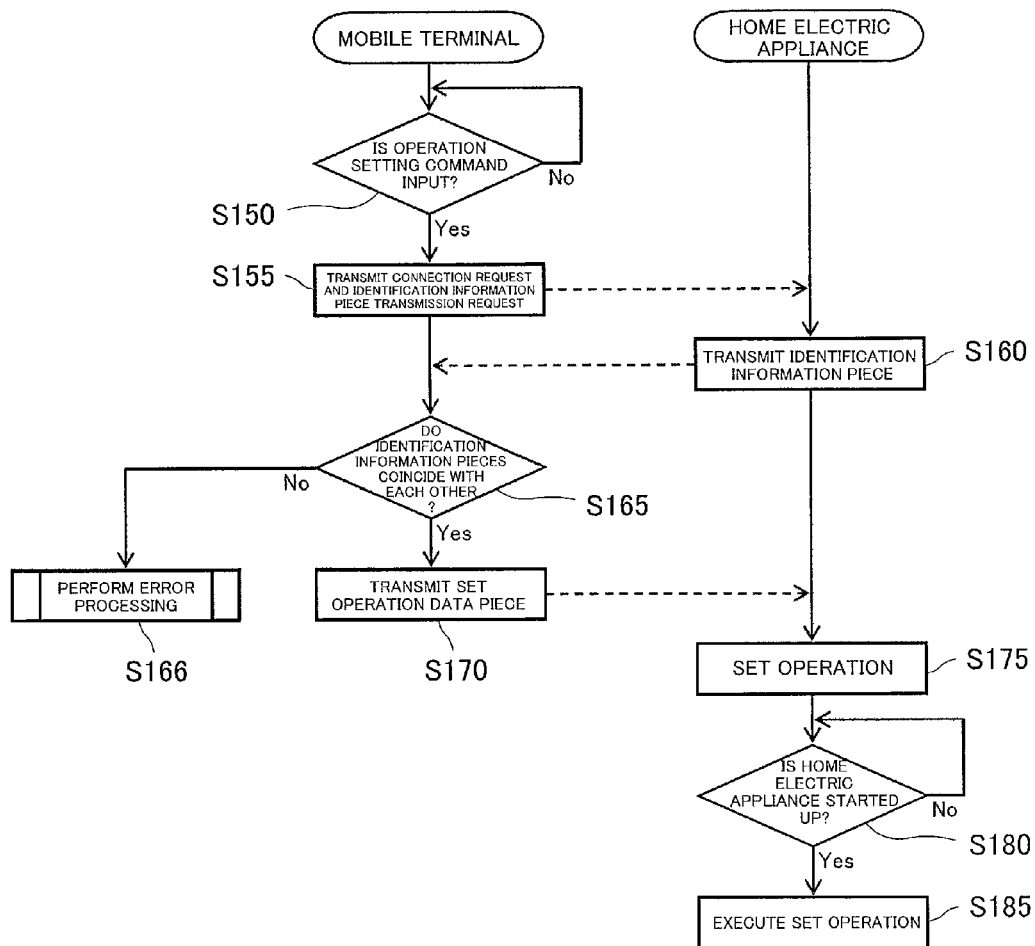 MOBILE TERMINAL
HOME ELECTRIC
APPLIANCE
IS OPERATION
SETTING COMMAND
INPUT?
No
S150
Yes
S155
TRANSMIT CONNECTION REQUEST
AND IDENTIFICATION INFORMATION
PIECE TRANSMISSION REQUEST
TRANSMIT IDENTIFICATION
INFORMATION PIECE
S160
DO
IDENTIFICATION
INFORMATION PIECES
COINCIDE WITH
EACH OTHER
?
No
S165
Yes
PERFORM ERROR
PROCESSING
S166
TRANSMIT SET
OPERATION DATA PIECE
S170
SET OPERATION
S175
IS HOME
ELECTRIC
APPLIANCE STARTED
UP?
No
S180
Yes
EXECUTE SET OPERATION
S185